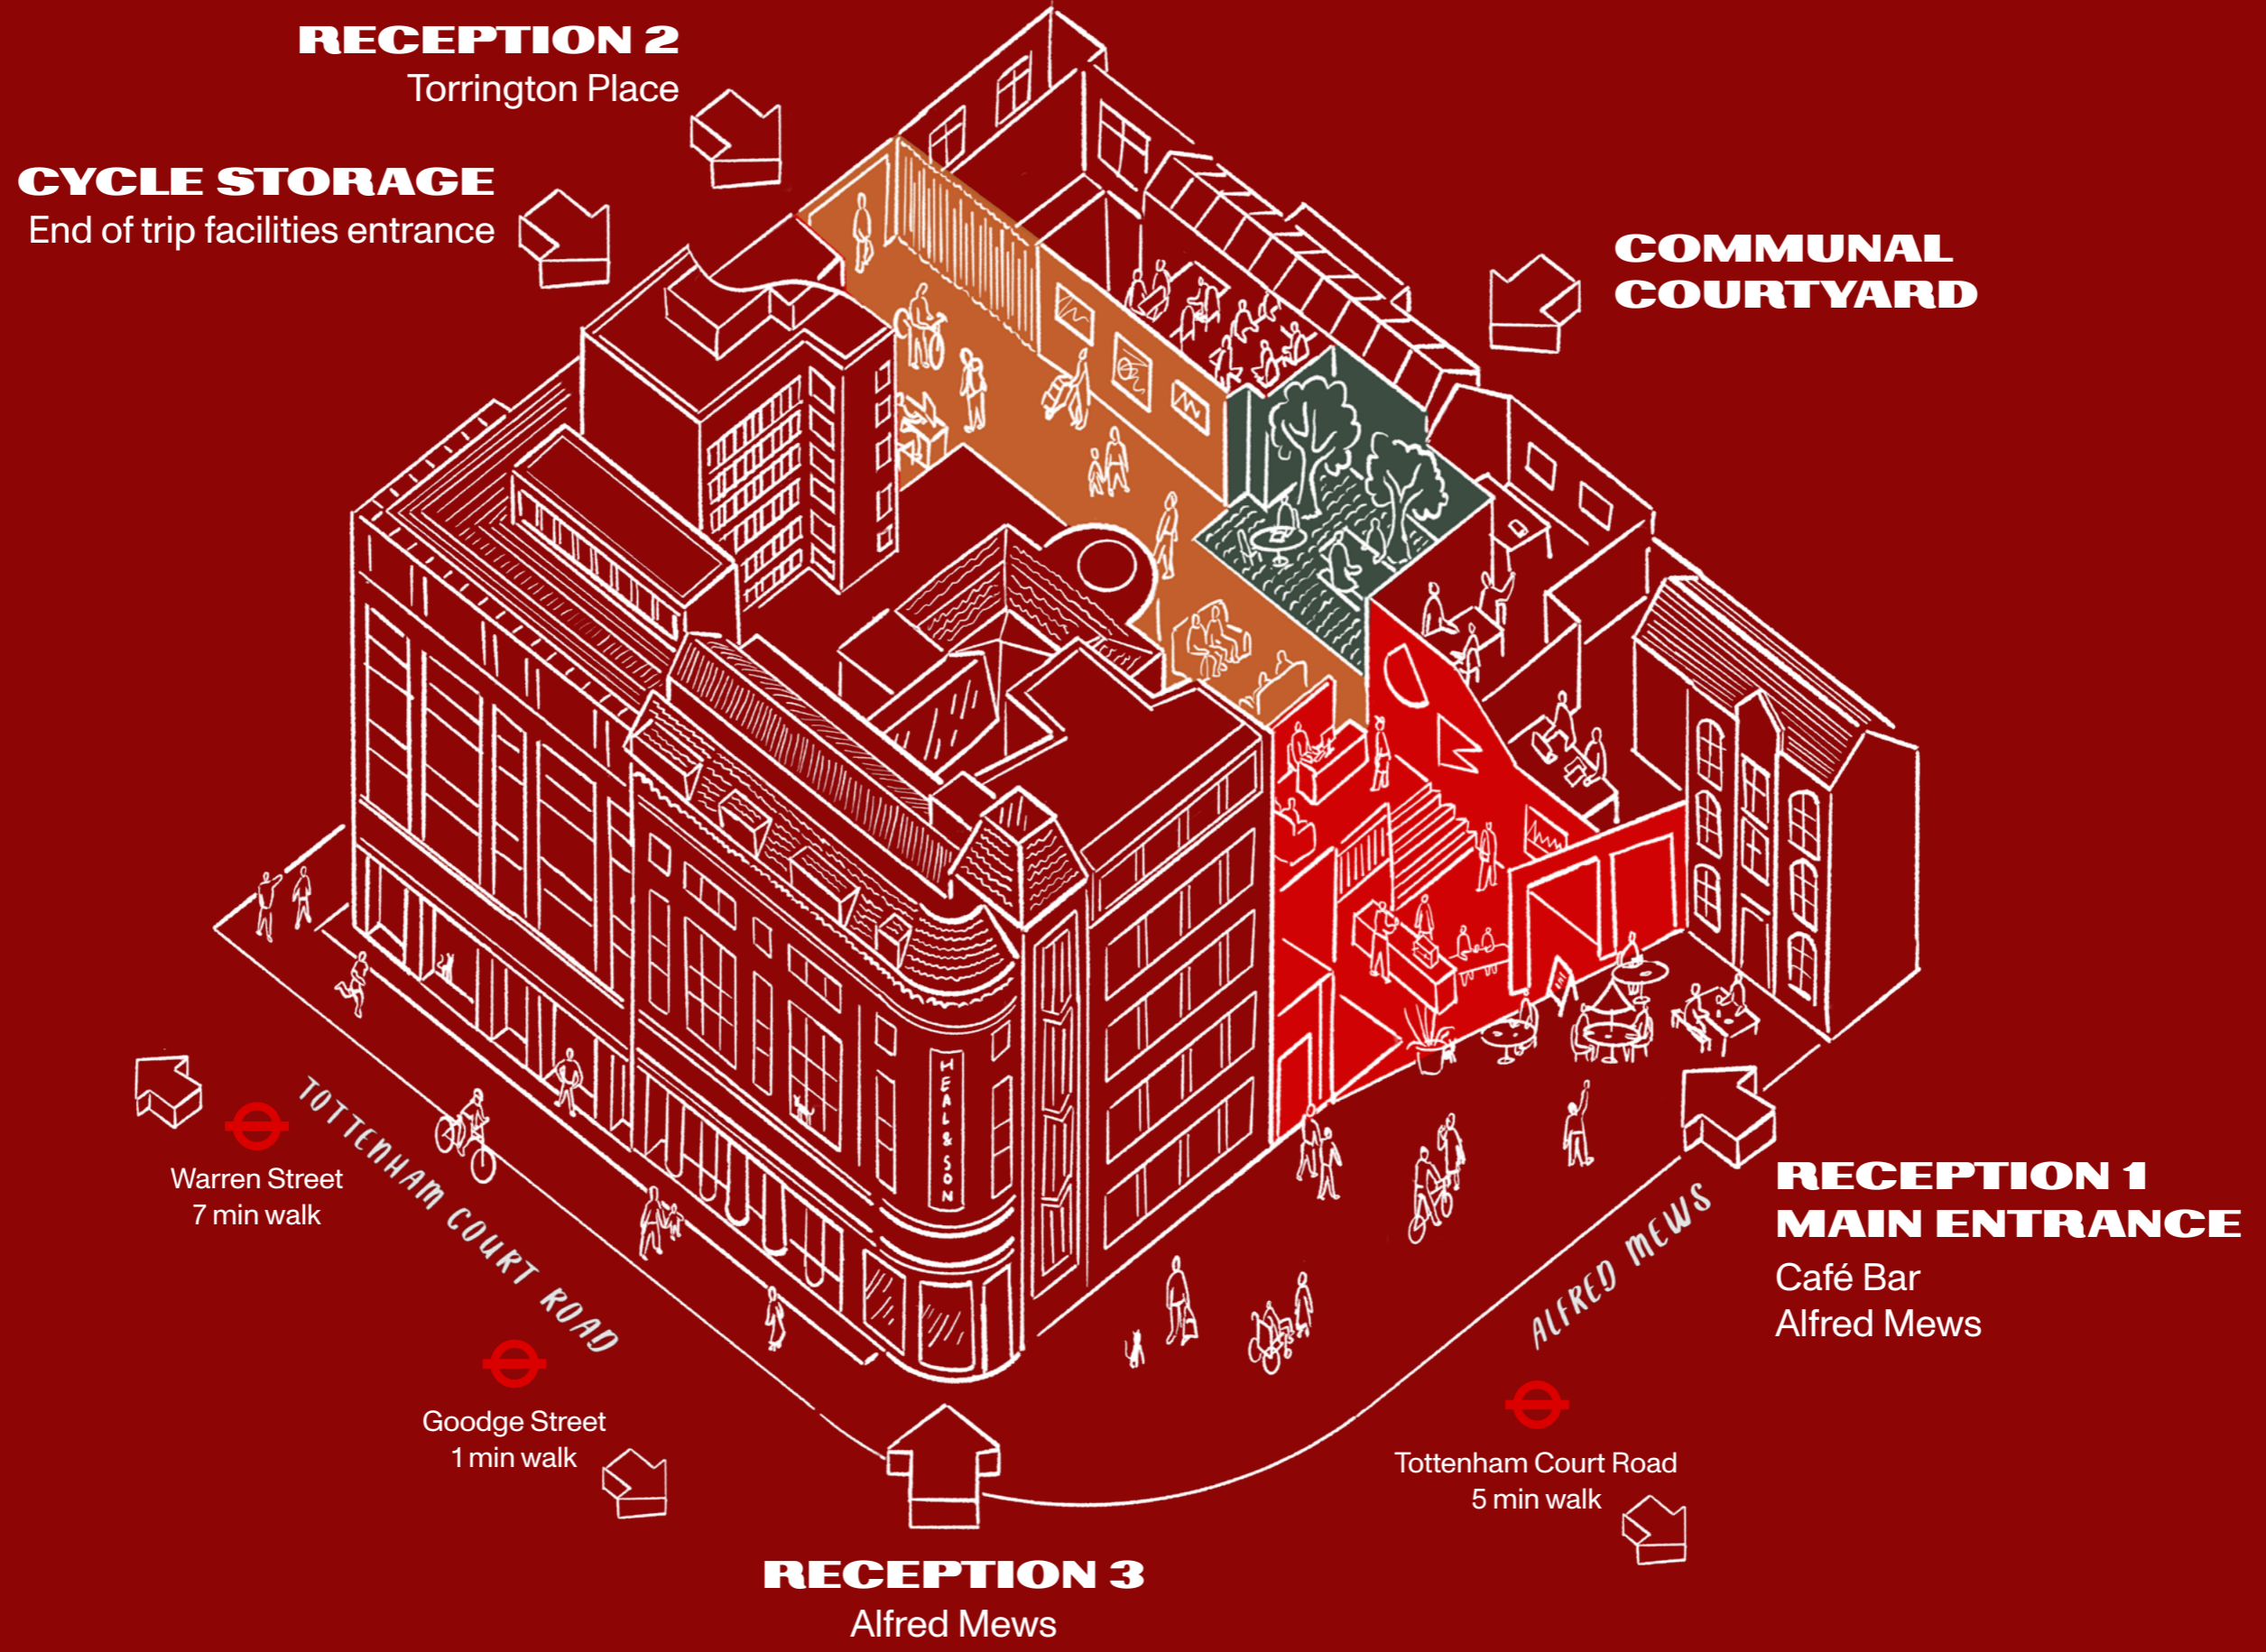 RECEPTION 2
Torrington Place
CYCLE STORAGE
End of trip facilities entrance
COMMUNAL
COURTYARD
HEAL & SON
TOTTENHAM COURT ROAD
Warren Street
7 min walk
Goodge Street
1 min walk
ALFRED MEWS
RECEPTION 1
MAIN ENTRANCE
Café Bar
Alfred Mews
Tottenham Court Road
5 min walk
RECEPTION 3
Alfred Mews